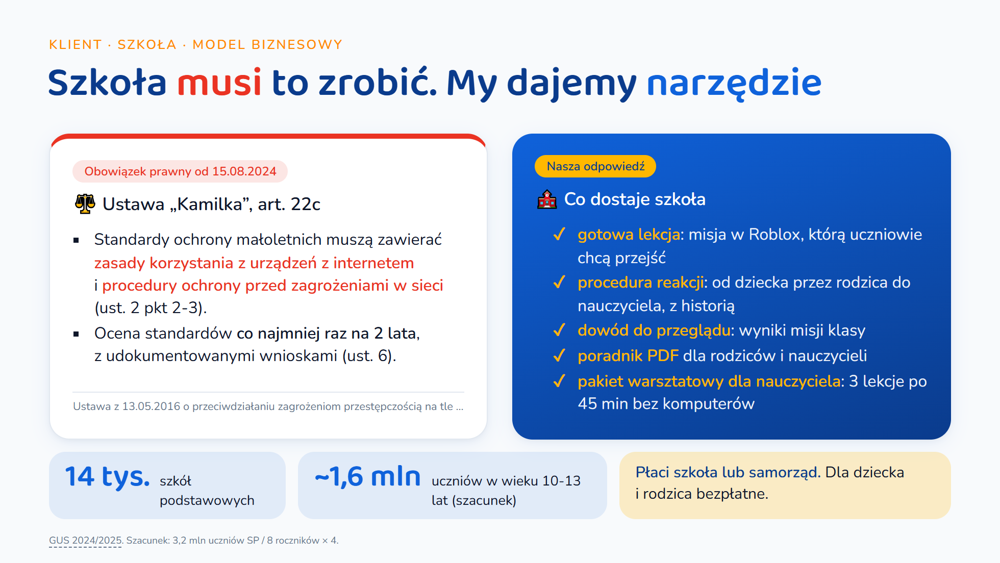 KLIENT · SZKOŁA · MODEL BIZNESOWY
Szkoła musi to zrobić. My dajemy narzędzie
Obowiązek prawny od 15.08.2024
Ustawa „Kamilka”, art. 22c
▪ Standardy ochrony małoletnich muszą zawierać
zasady korzystania z urządzeń z internetem
i procedury ochrony przed zagrożeniami w sieci
(ust. 2 pkt 2-3).
▪ Ocena standardów co najmniej raz na 2 lata,
z udokumentowanymi wnioskami (ust. 6).
Ustawa z 13.05.2016 o przeciwdziałaniu zagrożeniom przestępczością na tle ...
Nasza odpowiedź
Co dostaje szkoła
✓ gotowa lekcja: misja w Roblox, którą uczniowie
chcą przejść
✓ procedura reakcji: od dziecka przez rodzica do
nauczyciela, z historią
✓ dowód do przeglądu: wyniki misji klasy
✓ poradnik PDF dla rodziców i nauczycieli
✓ pakiet warsztatowy dla nauczyciela: 3 lekcje po
45 min bez komputerów
14 tys. szkół
podstawowych
~1,6 mln uczniów w wieku 10-13
lat (szacunek)
Płaci szkoła lub samorząd. Dla dziecka
i rodzica bezpłatne.
GUS 2024/2025. Szacunek: 3,2 mln uczniów SP / 8 roczników × 4.